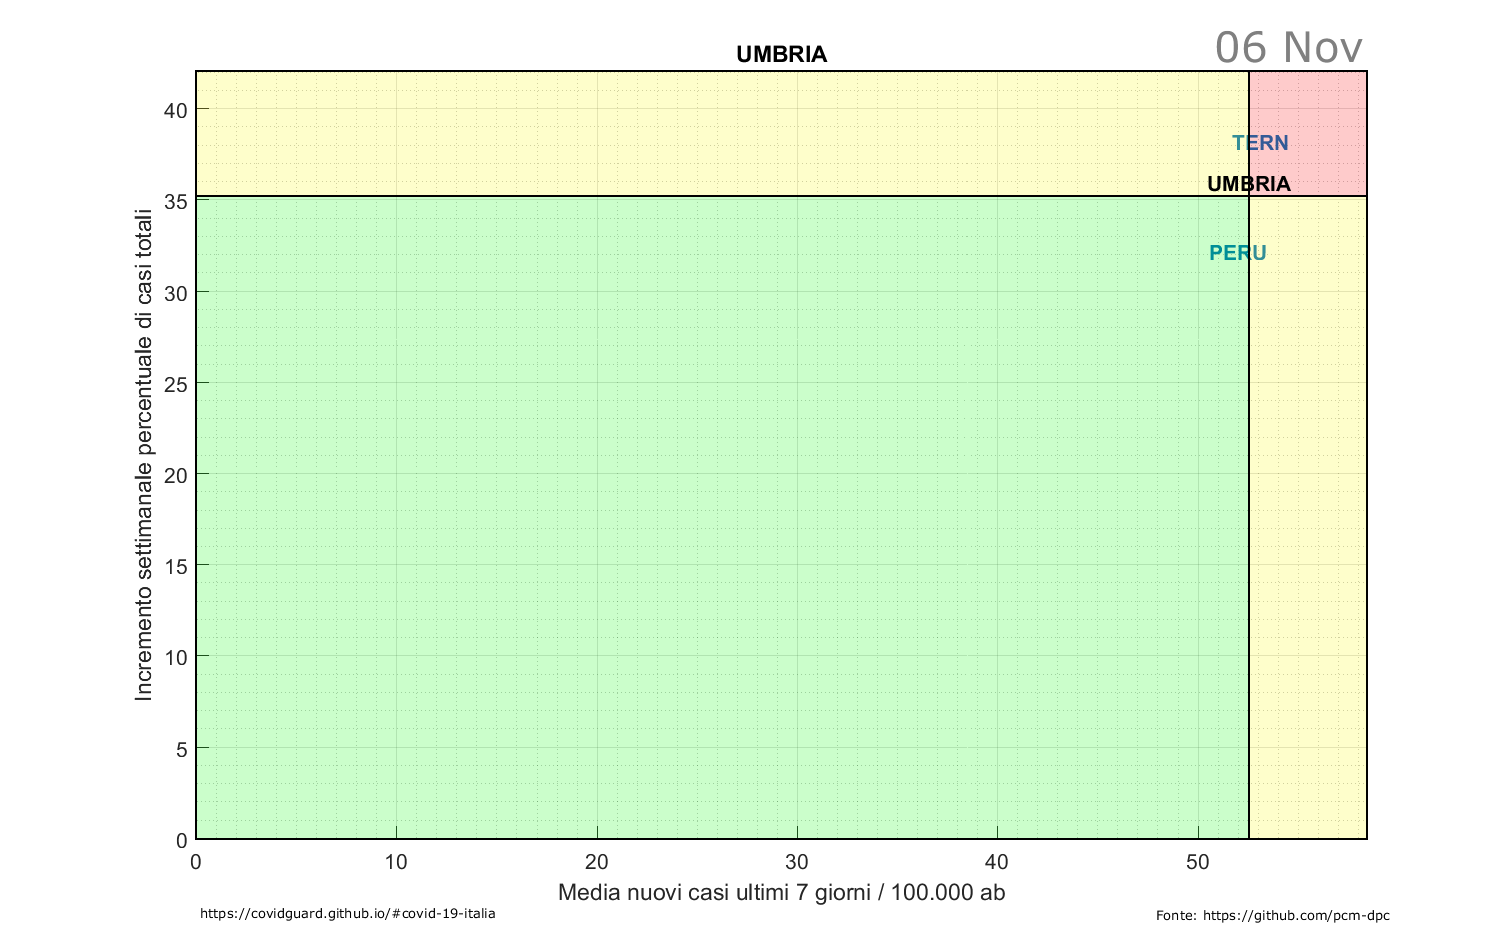 06 Nov
UMBRIA
40
35
30
25
20
15
10
5
0
Incremento settimanale percentuale di casi totali
TERN
UMBRIA
PERU
0 10 20 30 40 50
Media nuovi casi ultimi 7 giorni / 100.000 ab
https://covidguard.github.io/#covid-19-italia
Fonte: https://github.com/pcm-dpc